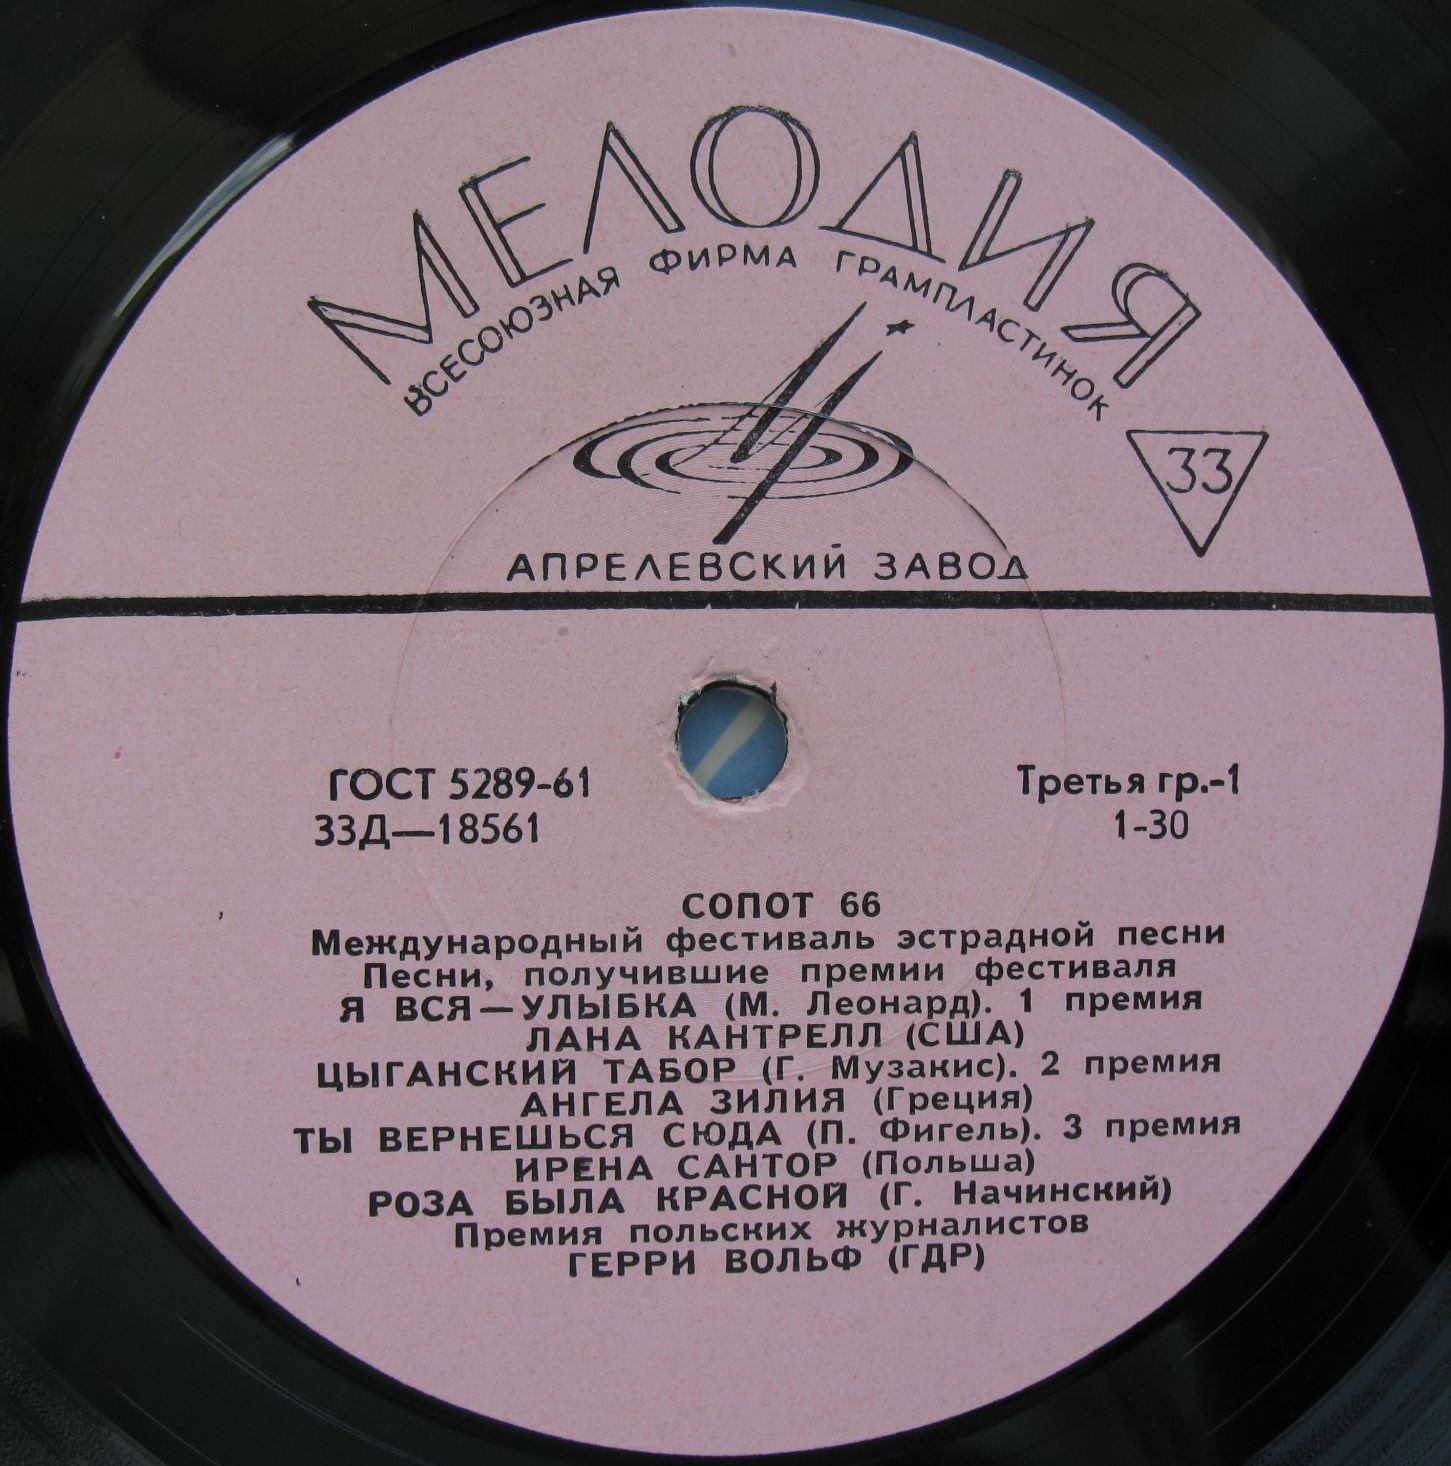 МЕЛОДИЯ
ВСЕСОЮЗНАЯ ФИРМА ГРАМПЛАСТИНОК
33
АПРЕЛЕВСКИЙ ЗАВОД
ГОСТ 5289-61
Третья гр.-1
33Д—18561
1-30
СОПОТ 66
Международный фестиваль эстрадной песни
Песни, получившие премии фестиваля
Я ВСЯ—УЛЫБКА (М. Леонард). 1 премия
ЛАНА КАНТРЕЛЛ (США)
ЦЫГАНСКИЙ ТАБОР (Г. Музакис). 2 премия
АНГЕЛА ЗИЛИЯ (Греция)
ТЫ ВЕРНЕШЬСЯ СЮДА (П. Фигель). 3 премия
ИРЕНА САНТОР (Польша)
РОЗА БЫЛА КРАСНОЙ (Г. Начинский)
Премия польских журналистов
ГЕРРИ ВОЛЬФ (ГДР)